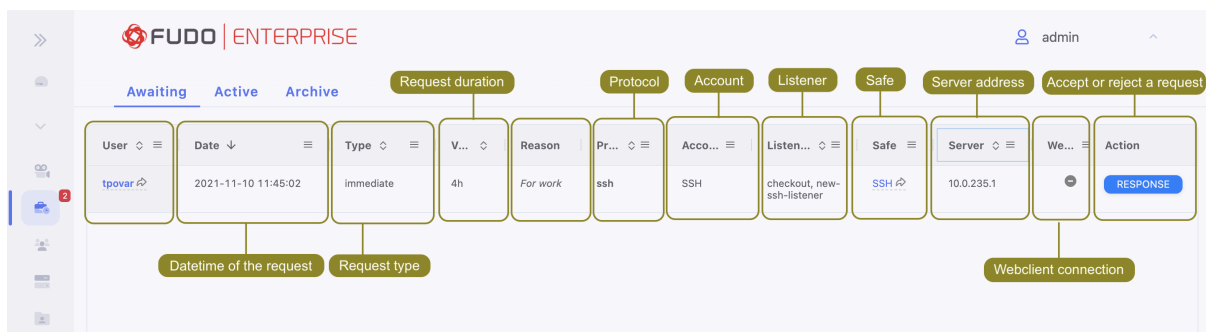 FUDO ENTERPRISE
admin
Request duration
Protocol
Account
Listener
Safe
Server address
Accept or reject a request
Awaiting
Active
Archive
User
Date
Type
V...
Reason
Pr...
Acco...
Listen...
Safe
Server
We...
Action
tpovar
2021-11-10 11:45:02
immediate
4h
For work
ssh
SSH
checkout, new-
ssh-listener
SSH
10.0.235.1
RESPONSE
2
Datetime of the request
Request type
Webclient connection